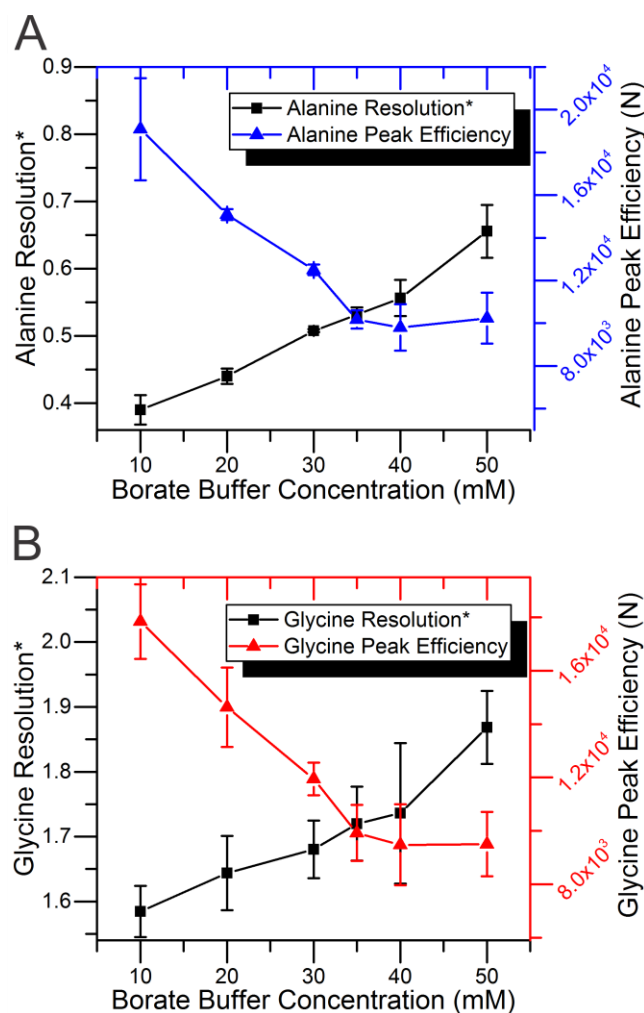 A
Alanine Resolution*
0.9
0.8
0.7
0.6
0.5
0.4
Alanine Resolution*
Alanine Peak Efficiency
2.0x10⁴
1.6x10⁴
1.2x10⁴
8.0x10³
Alanine Peak Efficiency (N)
10 20 30 40 50
Borate Buffer Concentration (mM)
B
Glycine Resolution*
2.1
2.0
1.9
1.8
1.7
1.6
Glycine Resolution*
Glycine Peak Efficiency
1.6x10⁴
1.2x10⁴
8.0x10³
Glycine Peak Efficiency (N)
10 20 30 40 50
Borate Buffer Concentration (mM)